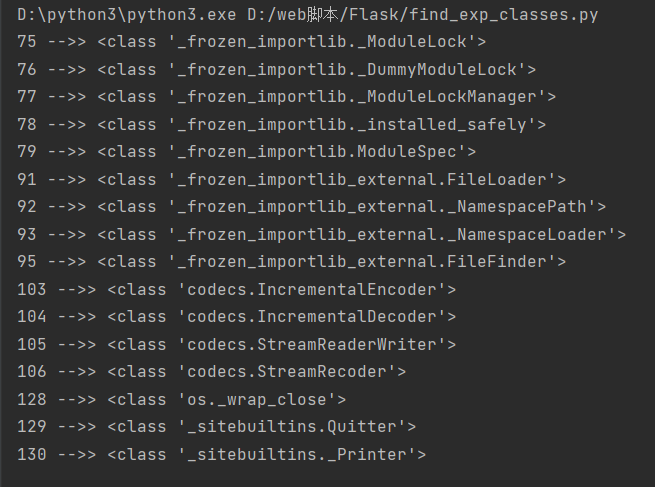 D:\python3\python3.exe D:/web脚本/Flask/find_exp_classes.py
75 -->> <class '_frozen_importlib._ModuleLock'>
76 -->> <class '_frozen_importlib._DummyModuleLock'>
77 -->> <class '_frozen_importlib._ModuleLockManager'>
78 -->> <class '_frozen_importlib._installed_safely'>
79 -->> <class '_frozen_importlib.ModuleSpec'>
91 -->> <class '_frozen_importlib_external.FileLoader'>
92 -->> <class '_frozen_importlib_external._NamespacePath'>
93 -->> <class '_frozen_importlib_external._NamespaceLoader'>
95 -->> <class '_frozen_importlib_external.FileFinder'>
103 -->> <class 'codecs.IncrementalEncoder'>
104 -->> <class 'codecs.IncrementalDecoder'>
105 -->> <class 'codecs.StreamReaderWriter'>
106 -->> <class 'codecs.StreamRecoder'>
128 -->> <class 'os._wrap_close'>
129 -->> <class '_sitebuiltins.Quitter'>
130 -->> <class '_sitebuiltins._Printer'>